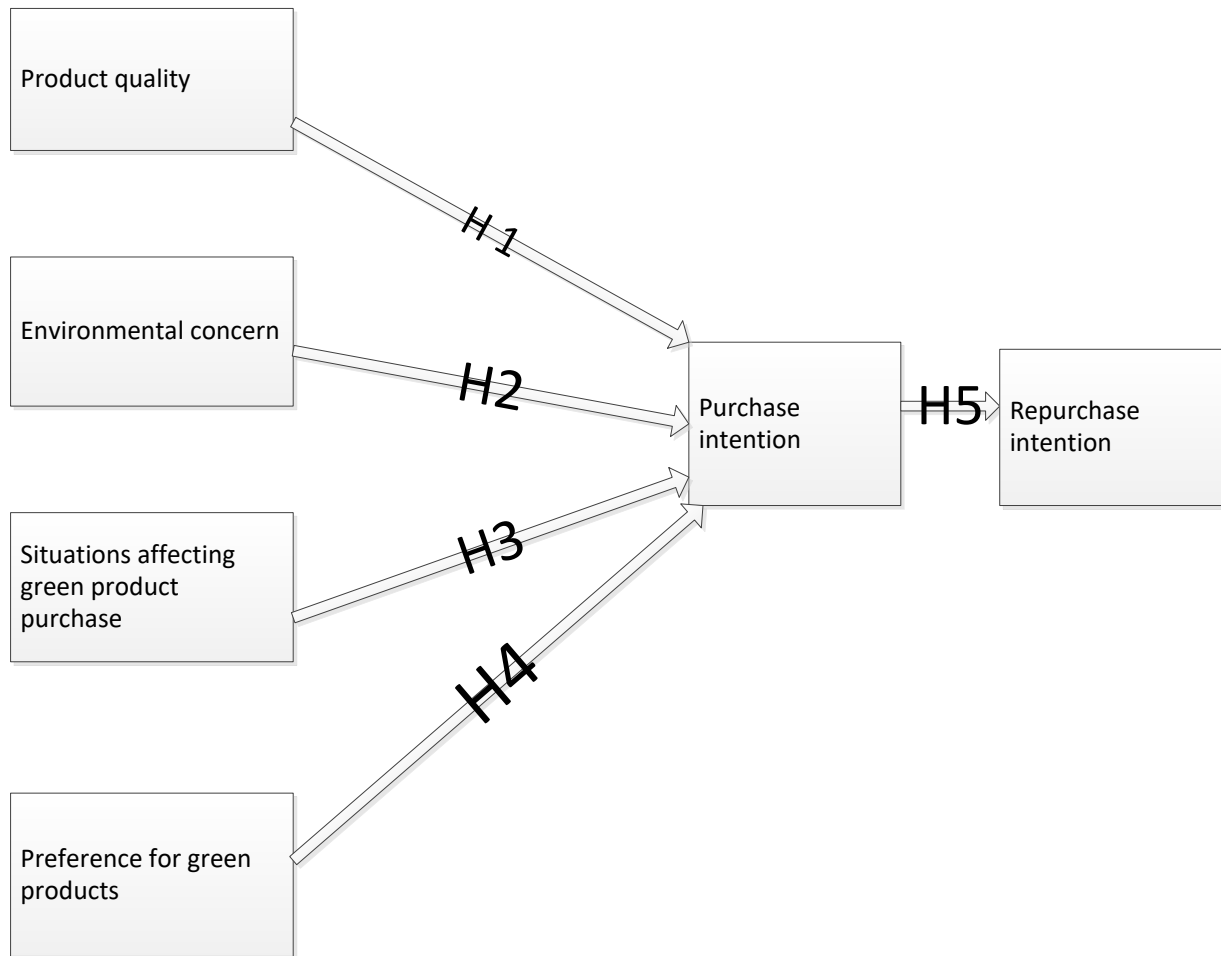 Product quality
H1
Environmental concern
H2
Purchase
intention
H5
Repurchase
intention
Situations affecting
green product
purchase
H3
H4
Preference for green
products